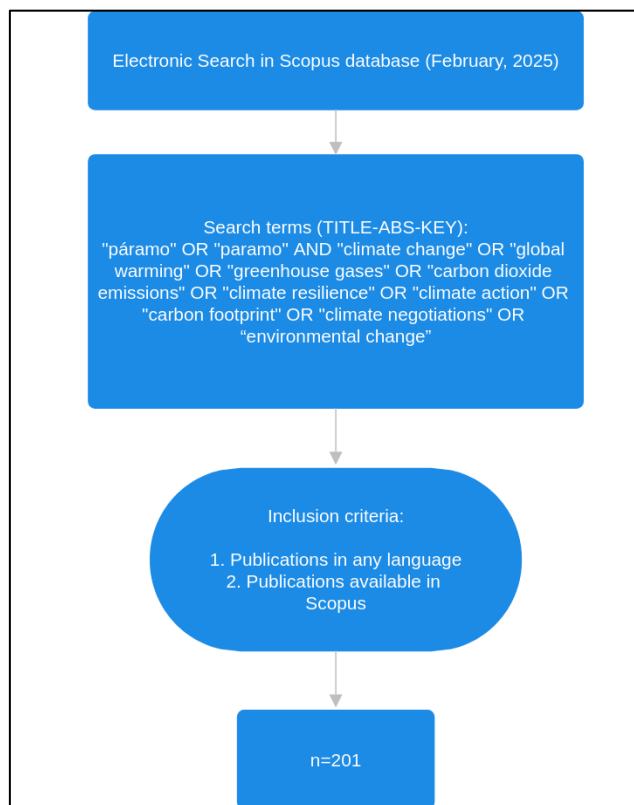 Electronic Search in Scopus database (February, 2025)
Search terms (TITLE-ABS-KEY):
"páramo" OR "paramo" AND "climate change" OR "global
warming" OR "greenhouse gases" OR "carbon dioxide
emissions" OR "climate resilience" OR "climate action" OR
"carbon footprint" OR "climate negotiations" OR
“environmental change”
Inclusion criteria:
1. Publications in any language
2. Publications available in
Scopus
n=201